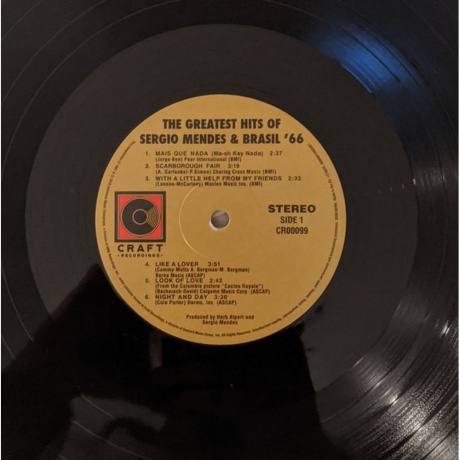 THE GREATEST HITS OF
SERGIO MENDES & BRASIL '66
1. MAIS QUE NADA (Ma-sh Kay Nada) 2:37
(Jorge Ben) Peer International (BMI)
2. SCARBOROUGH FAIR 3:19
(A. Garfunkel-P. Simon) Charing Cross Music (BMI)
3. WITH A LITTLE HELP FROM MY FRIENDS 2:33
(Lennon-McCartney) Maclen Music Inc. (BMI)
CRAFT
RECORDINGS
STEREO
SIDE 1
CR00099
4. LIKE A LOVER 3:51
Berna Music (ASCAP)
5. LOOK OF LOVE 2:42
(From the Columbia picture "Casino Royale")
(Bacharach-David) Colgems Music Corp. (ASCAP)
6. NIGHT AND DAY 3:20
(Cole Porter) Harms, Inc. (ASCAP)
Produced by Herb Alpert and
Sergio Mendes